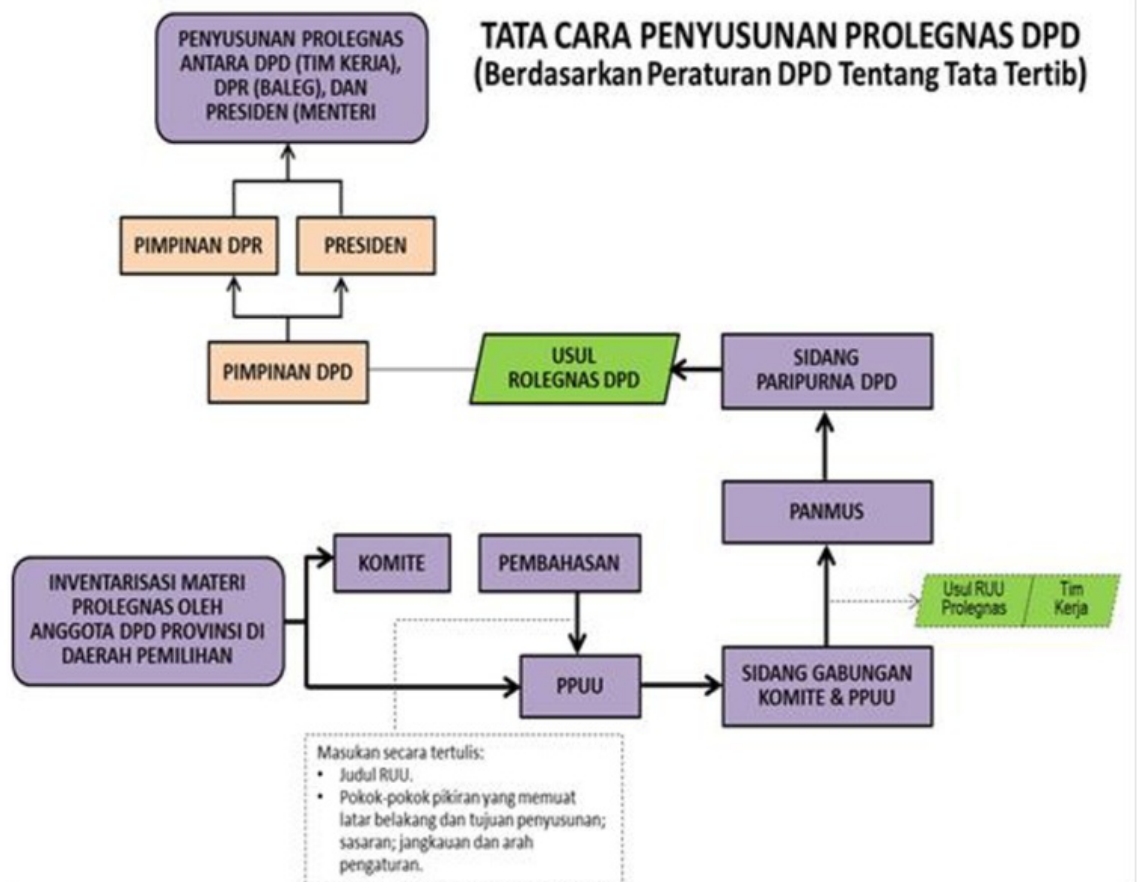 TATA CARA PENYUSUNAN PROLEGNAS DPD
(Berdasarkan Peraturan DPD Tentang Tata Tertib)
PENYUSUNAN PROLEGNAS
ANTARA DPD (TIM KERJA),
DPR (BALEG), DAN
PRESIDEN (MENTERI
PIMPINAN DPR
PRESIDEN
PIMPINAN DPD
USUL
ROLEGNAS DPD
SIDANG
PARIPURNA DPD
PANMUS
Usul RUU
Prolegnas
Tim
Kerja
KOMITE
PEMBAHASAN
INVENTARISASI MATERI
PROLEGNAS OLEH
ANGGOTA DPD PROVINSI DI
DAERAH PEMILIHAN
PPUU
SIDANG GABUNGAN
KOMITE & PPUU
Masukan secara tertulis:
• Judul RUU.
• Pokok-pokok pikiran yang memuat
latar belakang dan tujuan penyusunan;
sasaran; jangkauan dan arah
pengaturan.